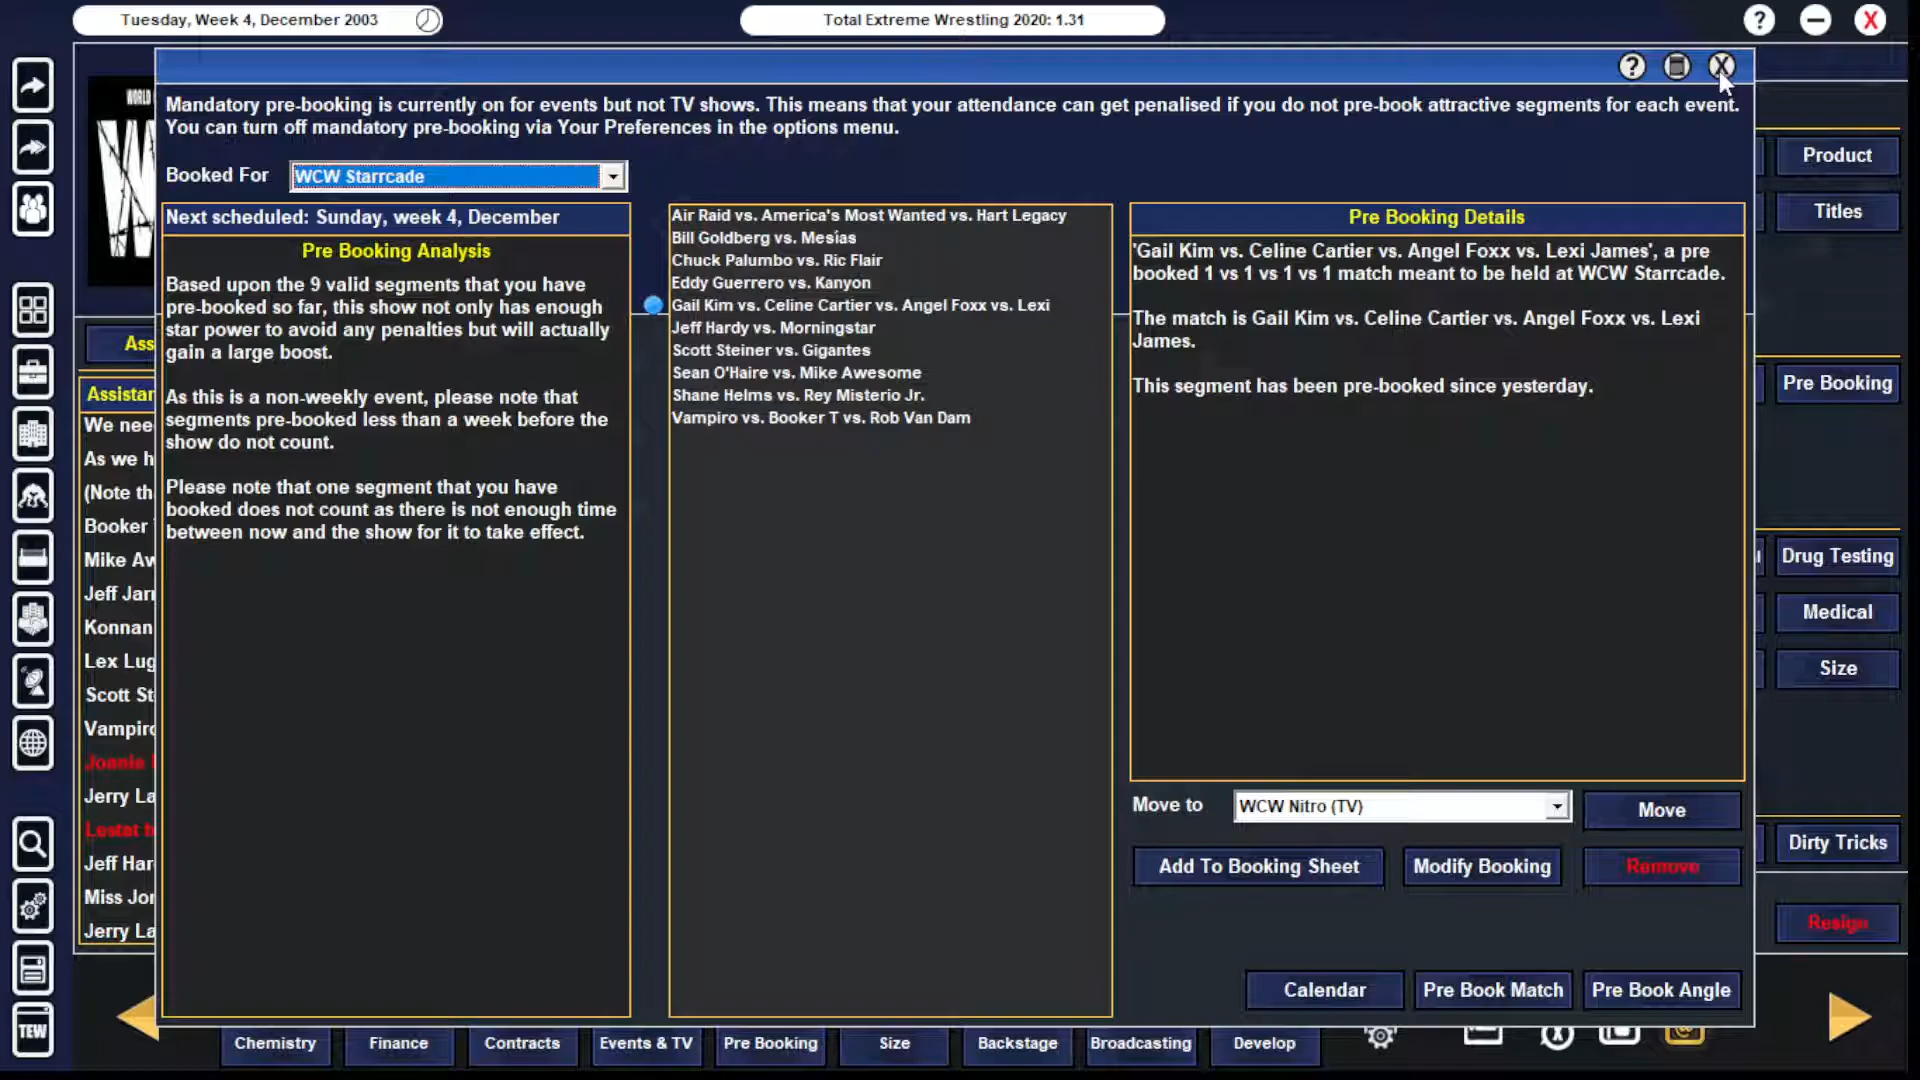 Tuesday, Week 4, December 2003
Total Extreme Wrestling 2020: 1.31
?
X
WORLD
Mandatory pre-booking is currently on for events but not TV shows. This means that your attendance can get penalised if you do not pre-book attractive segments for each event.
You can turn off mandatory pre-booking via Your Preferences in the options menu.
Booked For
WCW Starrcade
Next scheduled: Sunday, week 4, December
Pre Booking Analysis
Based upon the 9 valid segments that you have
pre-booked so far, this show not only has enough
star power to avoid any penalties but will actually
gain a large boost.
As this is a non-weekly event, please note that
segments pre-booked less than a week before the
show do not count.
Please note that one segment that you have
booked does not count as there is not enough time
between now and the show for it to take effect.
Air Raid vs. America's Most Wanted vs. Hart Legacy
Bill Goldberg vs. Mesías
Chuck Palumbo vs. Ric Flair
Eddy Guerrero vs. Kanyon
Gail Kim vs. Celine Cartier vs. Angel Foxx vs. Lexi
Jeff Hardy vs. Morningstar
Scott Steiner vs. Gigantes
Sean O'Haire vs. Mike Awesome
Shane Helms vs. Rey Misterio Jr.
Vampiro vs. Booker T vs. Rob Van Dam
Pre Booking Details
'Gail Kim vs. Celine Cartier vs. Angel Foxx vs. Lexi James', a pre
booked 1 vs 1 vs 1 vs 1 match meant to be held at WCW Starrcade.
The match is Gail Kim vs. Celine Cartier vs. Angel Foxx vs. Lexi
James.
This segment has been pre-booked since yesterday.
Move to
WCW Nitro (TV)
Move
Add To Booking Sheet
Modify Booking
Remove
Calendar
Pre Book Match
Pre Book Angle
Product
Titles
Pre Booking
Drug Testing
Medical
Size
Dirty Tricks
Resign
Ass
Assistan
We nee
As we h
(Note th
Booker
Mike Aw
Jeff Jarr
Konnan
Lex Lug
Scott St
Vampiro
Joanie
Jerry La
Lestat
Jeff Har
Miss Jo
Jerry La
TEW
Chemistry
Finance
Contracts
Events & TV
Pre Booking
Size
Backstage
Broadcasting
Develop